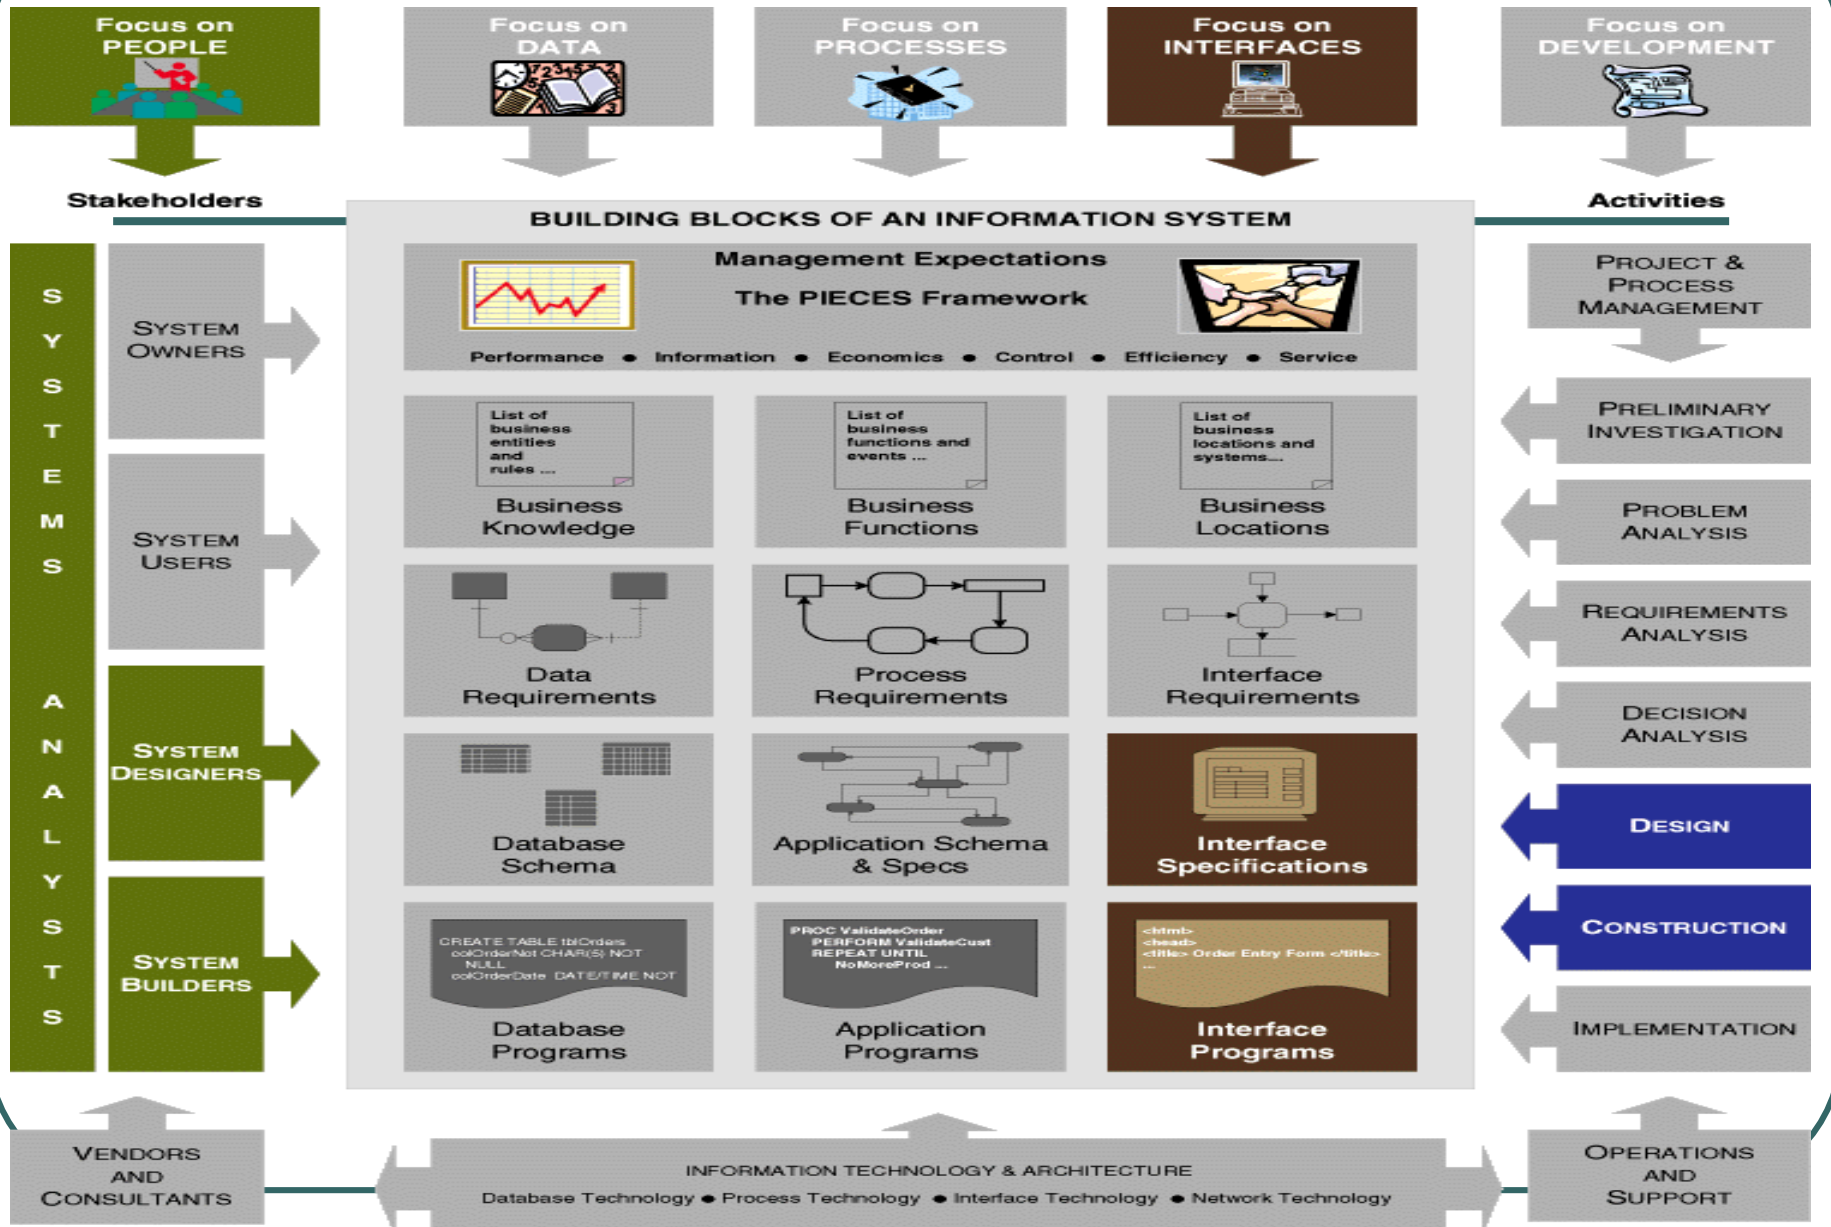 Focus on
PEOPLE
Focus on
DATA
Focus on
PROCESSES
Focus on
INTERFACES
Focus on
DEVELOPMENT
Stakeholders
Activities
BUILDING BLOCKS OF AN INFORMATION SYSTEM
Management Expectations
The PIECES Framework
Performance ● Information ● Economics ● Control ● Efficiency ● Service
SYSTEMS ANALYSTS
SYSTEM
OWNERS
SYSTEM
USERS
SYSTEM
DESIGNERS
SYSTEM
BUILDERS
List of
business
entities
and
rules ...
Business
Knowledge
List of
business
functions and
events ...
Business
Functions
List of
business
locations and
systems...
Business
Locations
Data
Requirements
Process
Requirements
Interface
Requirements
Database
Schema
Application Schema
& Specs
Interface
Specifications
CREATE TABLE tblOrders
colOrderNot CHAR(5) NOT
NULL
colOrderDate DATE/TIME NOT
Database
Programs
PROC ValidateOrder
PERFORM ValidateCust
REPEAT UNTIL
NoMoreProd ...
Application
Programs
<html>
<head>
<title> Order Entry Form </title>
...
Interface
Programs
PROJECT &
PROCESS
MANAGEMENT
PRELIMINARY
INVESTIGATION
PROBLEM
ANALYSIS
REQUIREMENTS
ANALYSIS
DECISION
ANALYSIS
DESIGN
CONSTRUCTION
IMPLEMENTATION
VENDORS
AND
CONSULTANTS
INFORMATION TECHNOLOGY & ARCHITECTURE
Database Technology ● Process Technology ● Interface Technology ● Network Technology
OPERATIONS
AND
SUPPORT